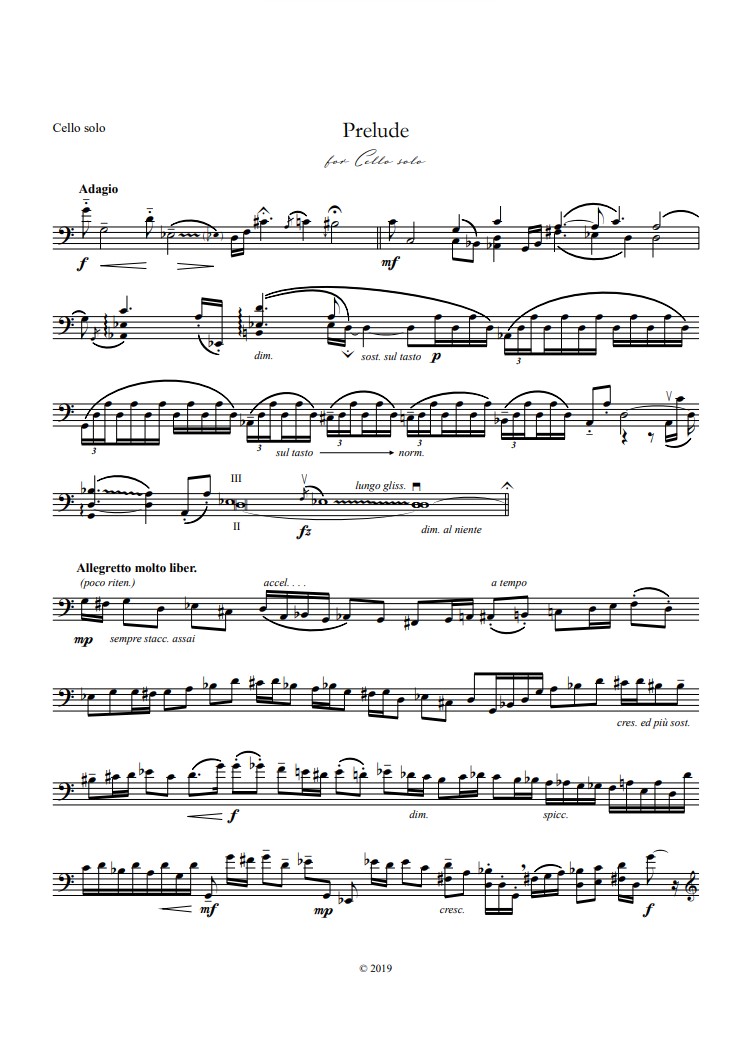 Cello solo
Prelude
for Cello solo
Adagio
f
mf
dim.
sost. sul tasto
p
3
3
3
3
3
3
sul tasto
norm.
III
II
fz
lungo gliss.
dim. al niente
Allegretto molto liber.
(poco riten.)
accel. . . .
a tempo
mp
sempre stacc. assai
cres. ed più sost.
f
dim.
spicc.
mf
mp
cresc.
f
© 2019